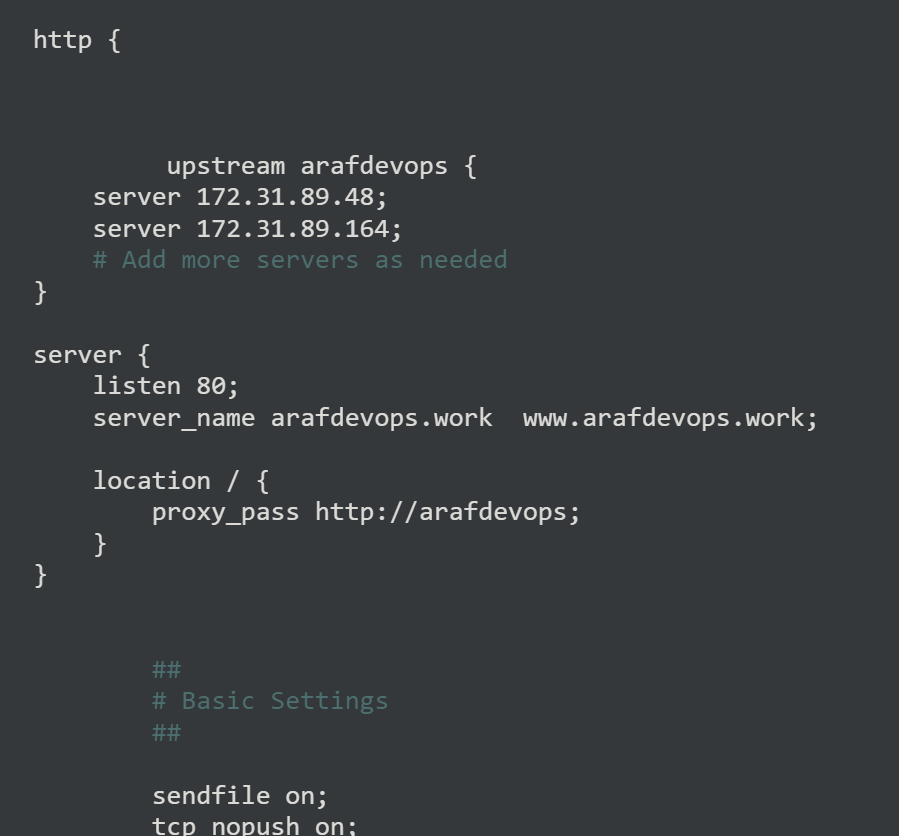 http {
upstream arafdevops {
server 172.31.89.48;
server 172.31.89.164;
# Add more servers as needed
}
server {
listen 80;
server_name arafdevops.work  www.arafdevops.work;
location / {
proxy_pass http://arafdevops;
}
}
##
# Basic Settings
##
sendfile on;
tcp_nopush on;